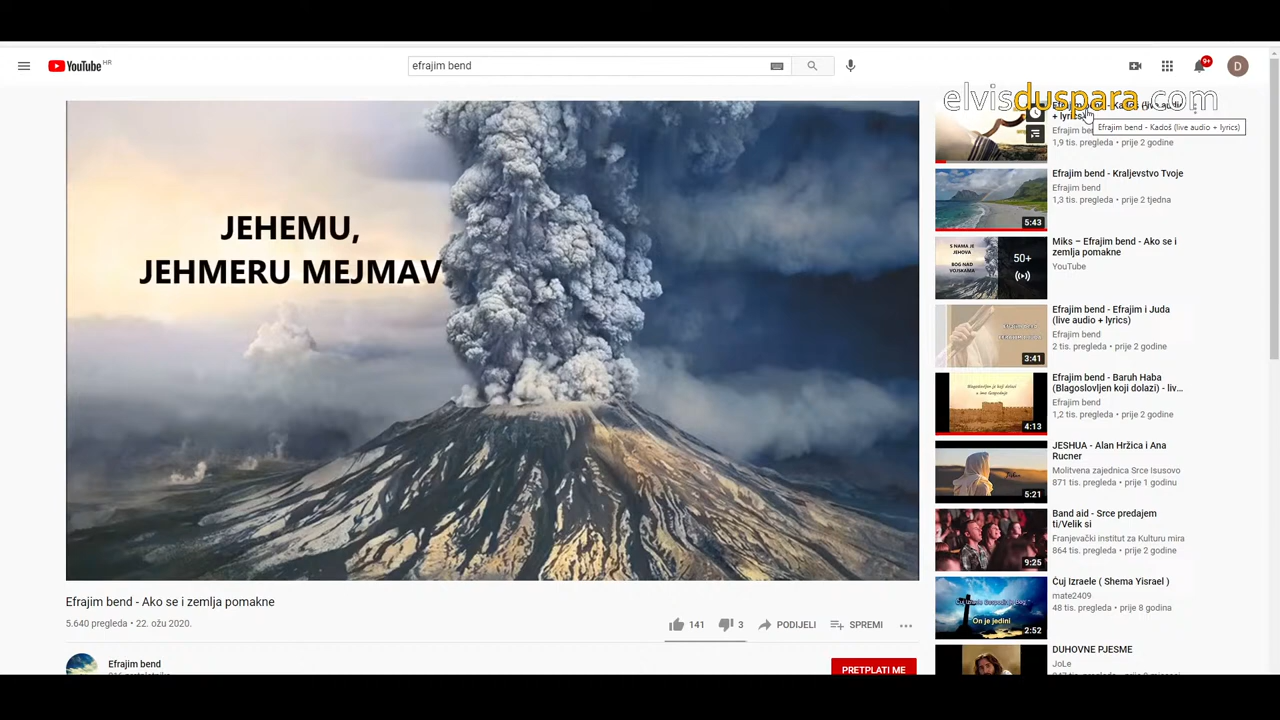 YouTube HR
efrajim bend
9+
D
elvisduspara.com
Efrajim bend - Kadoš (live audio + lyrics)
1,9 tis. pregleda • prije 2 godine
JEHEMU,
JEHMERU MEJMAV
Efrajim bend - Kraljevstvo Tvoje
Efrajim bend
1,3 tis. pregleda • prije 2 tjedna
5:43
S NAMA JE
JEHOVA
BOG NAD
VOJSKAMA
50+
Miks – Efrajim bend - Ako se i
zemlja pomakne
YouTube
Efrajim bend - Efrajim i Juda
(live audio + lyrics)
Efrajim bend
2 tis. pregleda • prije 2 godine
3:41
Efrajim bend - Baruh Haba
(Blagoslovljen koji dolazi) - liv...
Efrajim bend
1,2 tis. pregleda • prije 2 godine
4:13
JESHUA - Alan Hržica i Ana
Rucner
Molitvena zajednica Srce Isusovo
871 tis. pregleda • prije 1 godinu
5:21
Band aid - Srce predajem
ti/Velik si
Franjevački institut za Kulturu mira
864 tis. pregleda • prije 2 godine
9:25
Čuj Izraele ( Shema Yisrael )
mate2409
48 tis. pregleda • prije 8 godina
On je jedini
2:52
DUHOVNE PJESME
JoLe
Efrajim bend - Ako se i zemlja pomakne
5.640 pregleda • 22. ožu 2020.
141
3
PODIJELI
SPREMI
Efrajim bend
PRETPLATI ME